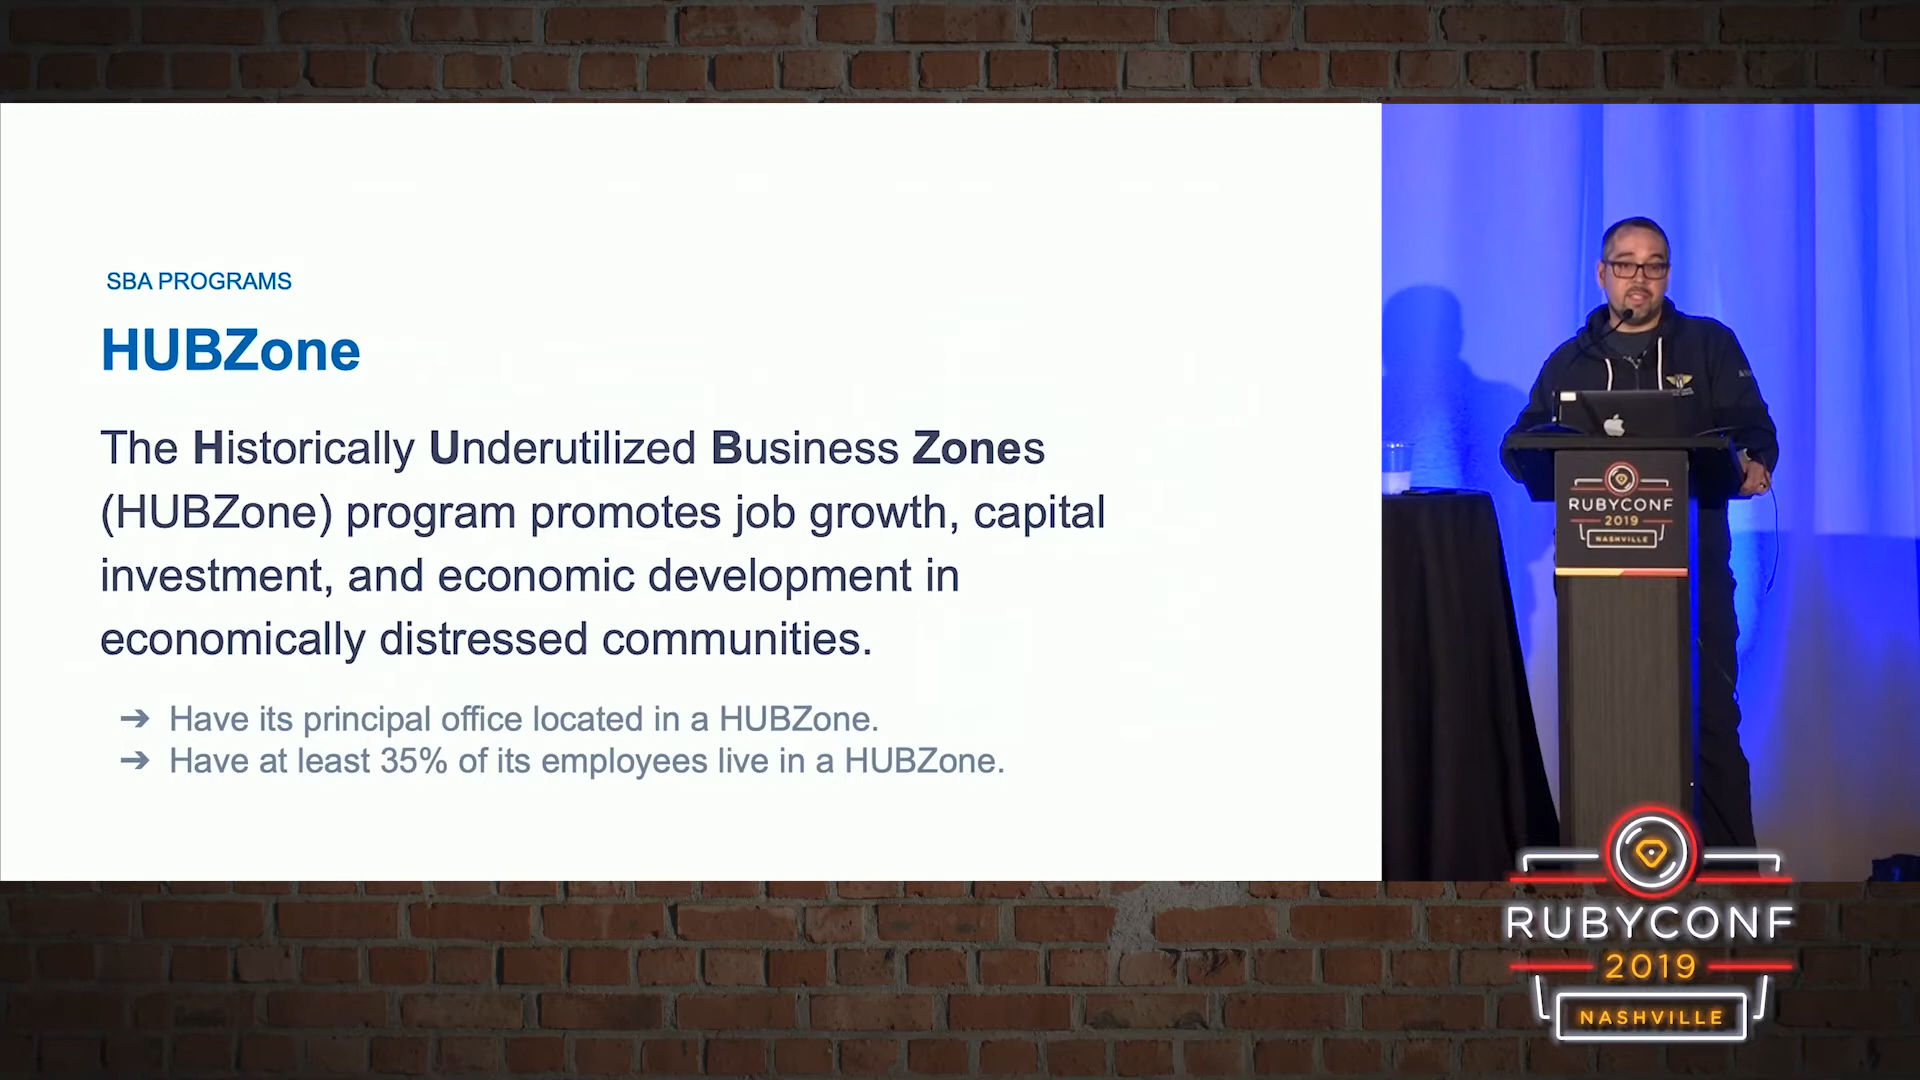 SBA PROGRAMS
HUBZone
The Historically Underutilized Business Zones
(HUBZone) program promotes job growth, capital
investment, and economic development in
economically distressed communities.
➔ Have its principal office located in a HUBZone.
➔ Have at least 35% of its employees live in a HUBZone.
RUBYCONF
2019
NASHVILLE
RUBYCONF
2019
NASHVILLE